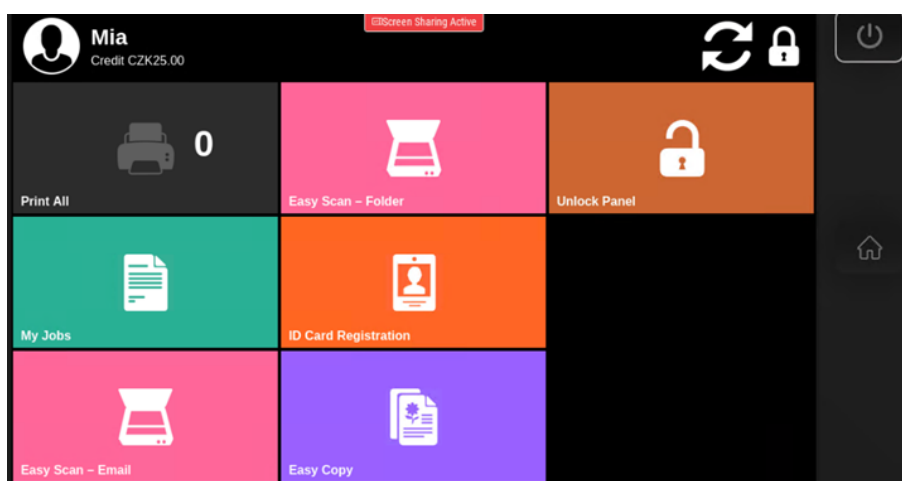 Screen Sharing Active
Mia
Credit CZK25.00
0
Print All
Easy Scan – Folder
Unlock Panel
My Jobs
ID Card Registration
Easy Scan – Email
Easy Copy